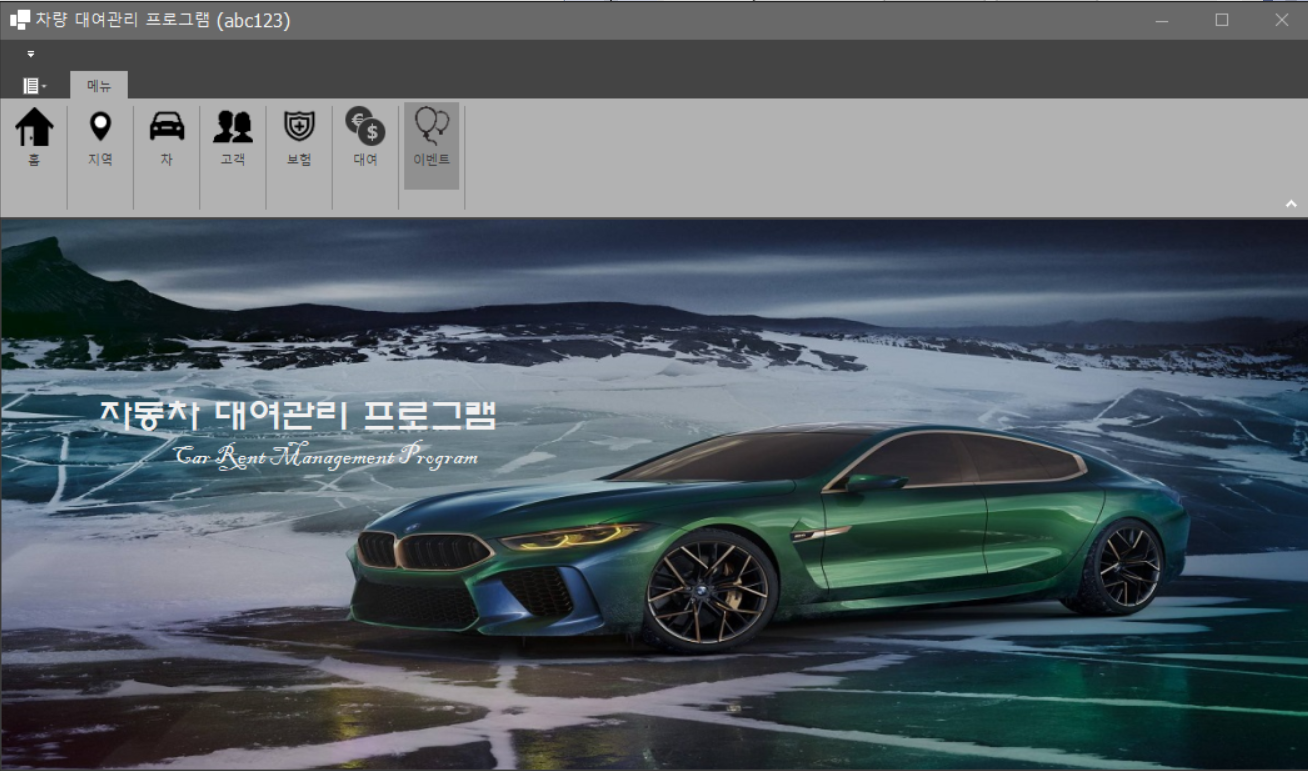 차량 대여관리 프로그램 (abc123)
메뉴
홈 지역 차 고객 보험 대여 이벤트
자동차 대여관리 프로그램
Car Rent Management Program